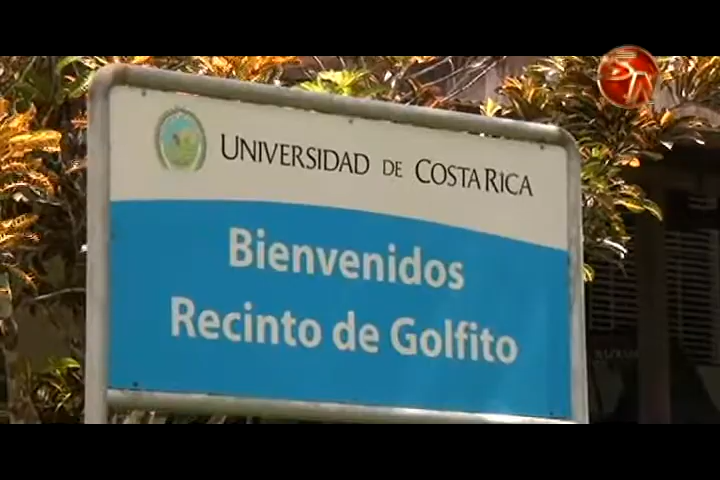 UNIVERSIDAD DE COSTA RICA
Bienvenidos
Recinto de Golfito